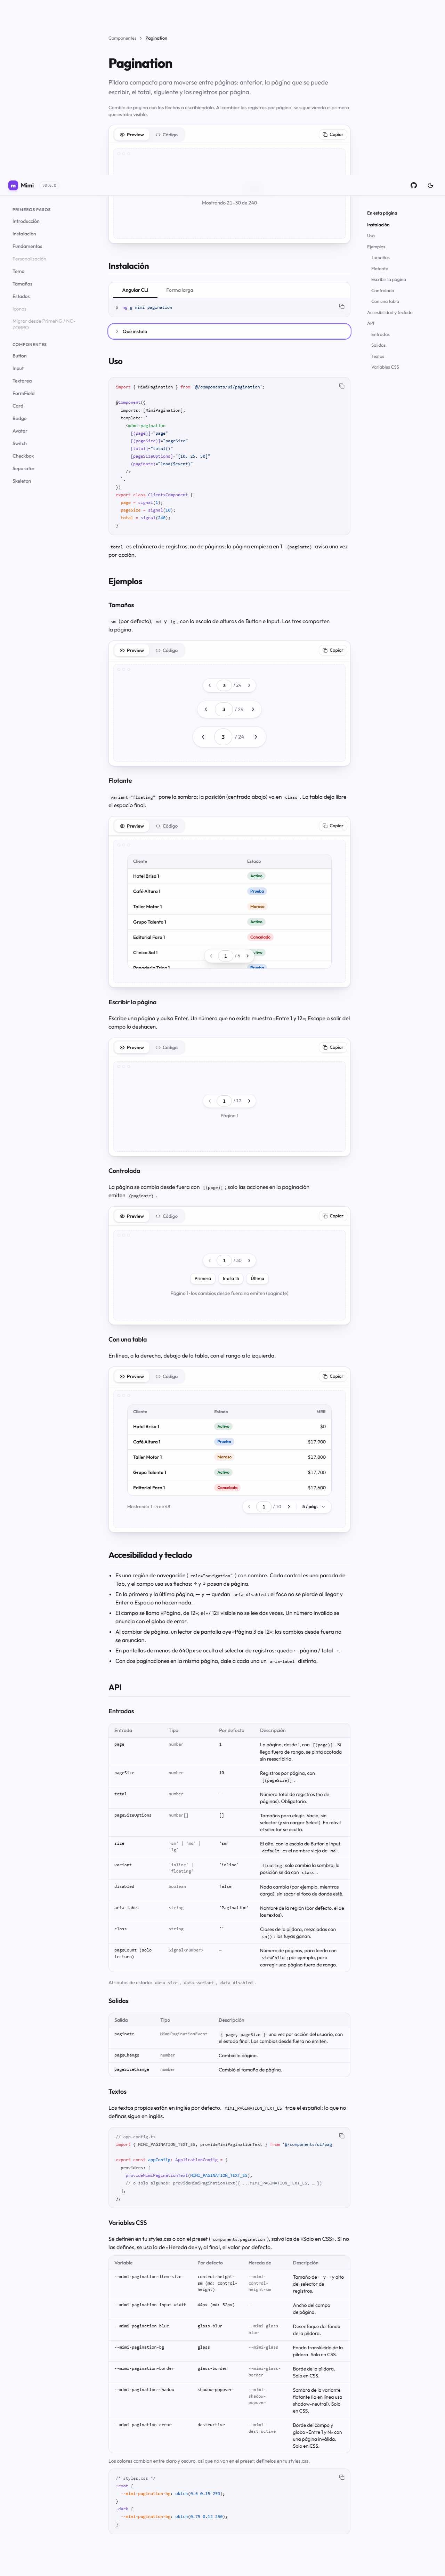 Componentes > Pagination
Pagination
Píldora compacta para moverse entre páginas: anterior, la página que se puede
escribir, el total, siguiente y los registros por página.
Cambia de página con las flechas o escribiéndola. Al cambiar los registros por página, se sigue viendo el primero
que estaba visible.
Preview
Código
Copiar
Mimi
Mostrando 21–30 de 240
PRIMEROS PASOS
Introducción
Instalación
Fundamentos
Personalización
Tema
Tamaños
Estados
Iconos
Migrar desde PrimeNG / NG-
ZORRO
COMPONENTES
Button
Input
Textarea
FormField
Card
Badge
Avatar
Switch
Checkbox
Separator
Skeleton
En esta página
Instalación
Uso
Ejemplos
Tamaños
Flotante
Escribir la página
Controlada
Con una tabla
Accesibilidad y teclado
API
Entradas
Salidas
Textos
Variables CSS
Instalación
Angular CLI
Forma larga
$ ng g mimi pagination
Qué instala
Uso
import { MimiPagination } from '@/components/ui/pagination';
@Component({
imports: [MimiPagination],
template: `
<mimi-pagination
[(page)]="page"
[(pageSize)]="pageSize"
[total]="total()"
[pageSizeOptions]="[10, 25, 50]"
(paginate)="load($event)"
/>
`,
})
export class ClientsComponent {
page = signal(1);
pageSize = signal(10);
total = signal(240);
}
total es el número de registros, no de páginas; la página empieza en 1. (paginate) avisa una vez
por acción.
Ejemplos
Tamaños
sm (por defecto), md y lg, con la escala de alturas de Button e Input. Las tres comparten
la página.
Preview
Código
Copiar
3 / 24
3 / 24
3 / 24
Flotante
variant="floating" pone la sombra; la posición (centrada abajo) va en class. La tabla deja libre
el espacio final.
Preview
Código
Copiar
Cliente Estado
Hotel Brisa 1 Activo
Café Altura 1 Prueba
Taller Motor 1 Moroso
Grupo Talento 1 Activo
Editorial Faro 1 Cancelado
Clínica Sol 1
1
Escribir la página
Escribe una página y pulsa Enter. Un número que no existe muestra «Entre 1 y 12»; Escape o salir del
campo lo deshacen.
Preview
Código
Copiar
1 / 12
Página 1
Controlada
La página se cambia desde fuera con [(page)]; solo las acciones en la paginación
emiten (paginate).
Preview
Código
Copiar
1
Primera
Ir a la 15
Última
Página 1 · los cambios desde fuera no emiten (paginate)
Con una tabla
En línea, a la derecha, debajo de la tabla, con el rango a la izquierda.
Preview
Código
Copiar
Cliente Estado MRR
Hotel Brisa 1 Activo $0
Café Altura 1 Prueba $17,900
Taller Motor 1 Moroso $17,800
Grupo Talento 1 Activo $17,700
Editorial Faro 1 Cancelado $17,600
Mostrando 1–5 de 48
1 / 10
5 / pág.
Accesibilidad y teclado
Es una región de navegación (role="navigation") con nombre. Cada control es una parada de
Tab, y el campo usa sus flechas: ↑ y ↓ pasan de página.
En la primera y la última página, ← y → quedan aria-disabled: el foco no se pierde al llegar y
Enter o Espacio no hacen nada.
El campo se llama «Página, de 12»; el «/ 12» visible no se lee dos veces. Un número inválido se
anuncia con el globo de error.
Al cambiar de página, un lector de pantalla oye «Página 3 de 12»; los cambios desde fuera no
se anuncian.
En pantallas de menos de 640px se oculta el selector de registros: queda ← página / total →.
Con dos paginaciones en la misma página, dale a cada una un aria-label distinto.
API
Entradas
Entrada Tipo Por defecto Descripción
page number 1 La página, desde 1, con [(page)]. Si
llega fuera de rango, se pinta acotada
sin reescribirla.
pageSize number 10 Registros por página, con
[(pageSize)].
total number — Número total de registros (no de
páginas). Obligatorio.
pageSizeOptions number[] [] Tamaños para elegir. Vacío, sin
selector (y sin cargar Select). En móvil
el selector se oculta.
size 'sm' | 'md' |
'lg' 'sm' El alto, con la escala de Button e Input.
default es el nombre viejo de md.
variant 'inline' |
'floating' 'inline' floating solo cambia la sombra; la
posición se da con class.
disabled boolean false Nada cambia (por ejemplo, mientras
carga), sin sacar el foco de donde esté.
aria-label string 'Pagination' Nombre de la región (por defecto, el de
los textos).
class string '' Clases de la píldora, mezcladas con
cn(): las tuyas ganan.
pageCount (solo
lectura) Signal<number> — Número de páginas, para leerlo con
viewChild; por ejemplo, para
corregir una página fuera de rango.
Atributos de estado: data-size, data-variant, data-disabled.
Salidas
Salida Tipo Descripción
paginate MimiPaginationEvent { page, pageSize } una vez por acción del usuario, con
el estado final. Los cambios desde fuera no emiten.
pageChange number Cambió la página.
pageSizeChange number Cambió el tamaño de página.
Textos
Los textos propios están en inglés por defecto. MIMI_PAGINATION_TEXT_ES trae el español; lo que no
definas sigue en inglés.
// app.config.ts
import { MIMI_PAGINATION_TEXT_ES, provideMimiPaginationText } from '@/components/ui/pag
export const appConfig: ApplicationConfig = {
providers: [
provideMimiPaginationText(MIMI_PAGINATION_TEXT_ES),
// o solo algunos: provideMimiPaginationText({ ...MIMI_PAGINATION_TEXT_ES, … })
],
};
Variables CSS
Se definen en tu styles.css o con el preset (components.pagination), salvo las de «Solo en CSS». Si no
las defines, se usa la de «Hereda de» y, al final, el valor por defecto.
Variable Por defecto Hereda de Descripción
--mimi-pagination-item-size control-height-
sm (md: control-
height) --mimi-
control-
height-sm Tamaño de ← y → y alto
del selector de
registros.
--mimi-pagination-input-width 44px (md: 52px) — Ancho del campo
de página.
--mimi-pagination-blur glass-blur --mimi-glass-
blur Desenfoque del fondo
de la píldora.
--mimi-pagination-bg glass --mimi-glass Fondo translúcido de la
píldora. Solo en CSS.
--mimi-pagination-border glass-border --mimi-glass-
border Borde de la píldora.
Solo en CSS.
--mimi-pagination-shadow shadow-popover --mimi-
shadow-
popover Sombra de la variante
flotante (la en línea usa
shadow-neutral). Solo
en CSS.
--mimi-pagination-error destructive --mimi-
destructive Borde del campo y
globo «Entre 1 y N» con
una página inválida.
Solo en CSS.
Los colores cambian entre claro y oscuro, así que no van en el preset: defínelos en tu styles.css.
/* styles.css */
:root {
--mimi-pagination-bg: oklch(0.6 0.15 250);
}
.dark {
--mimi-pagination-bg: oklch(0.75 0.12 250);
}